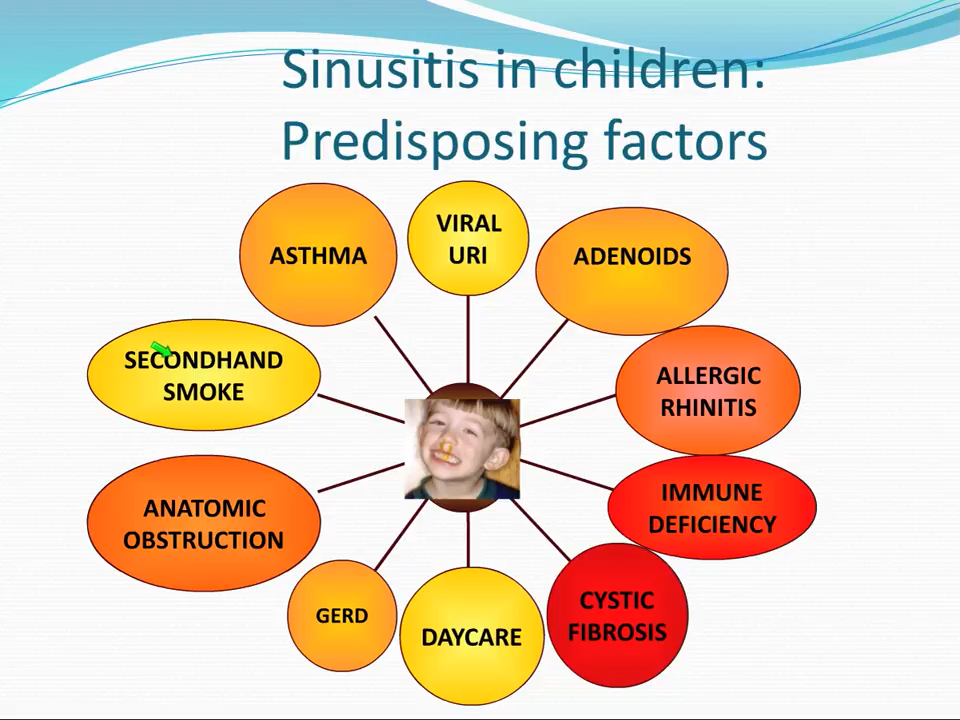 Sinusitis in children:
Predisposing factors
ASTHMA
VIRAL
URI
ADENOIDS
SECONDHAND
SMOKE
ALLERGIC
RHINITIS
ANATOMIC
OBSTRUCTION
IMMUNE
DEFICIENCY
GERD
DAYCARE
CYSTIC
FIBROSIS